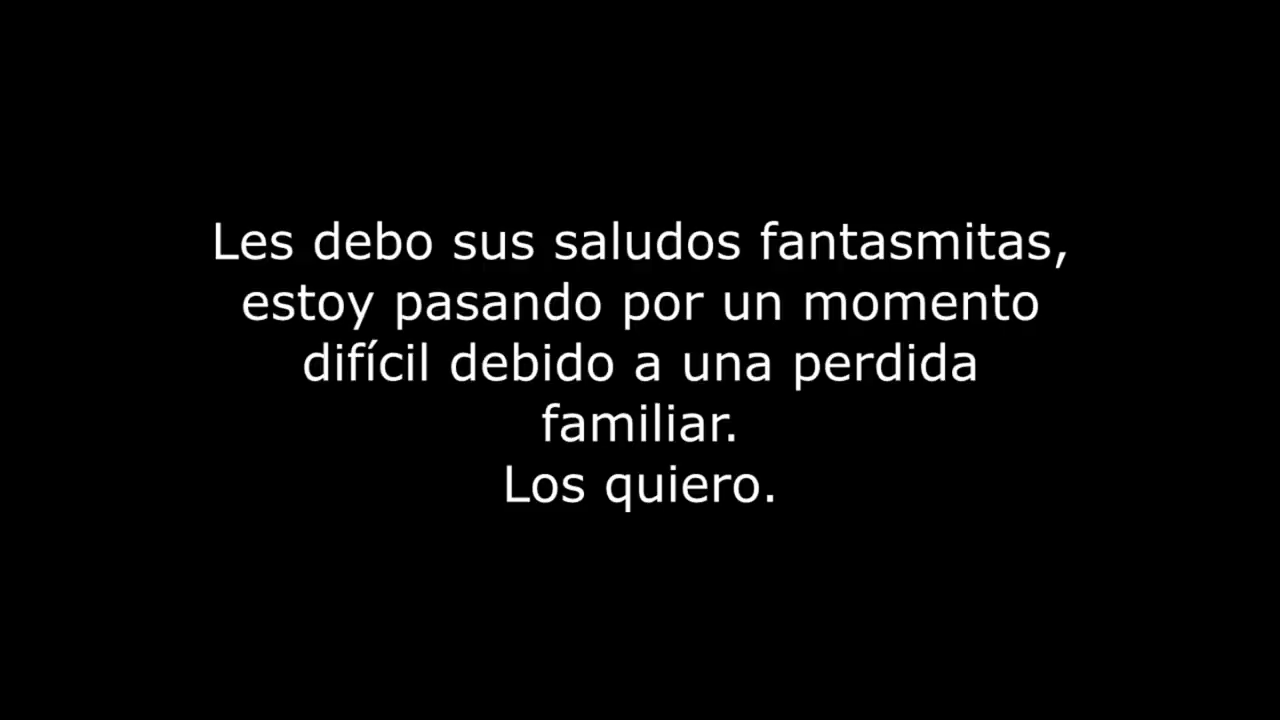 Les debo sus saludos fantasmitas,
estoy pasando por un momento
difícil debido a una perdida
familiar.
Los quiero.